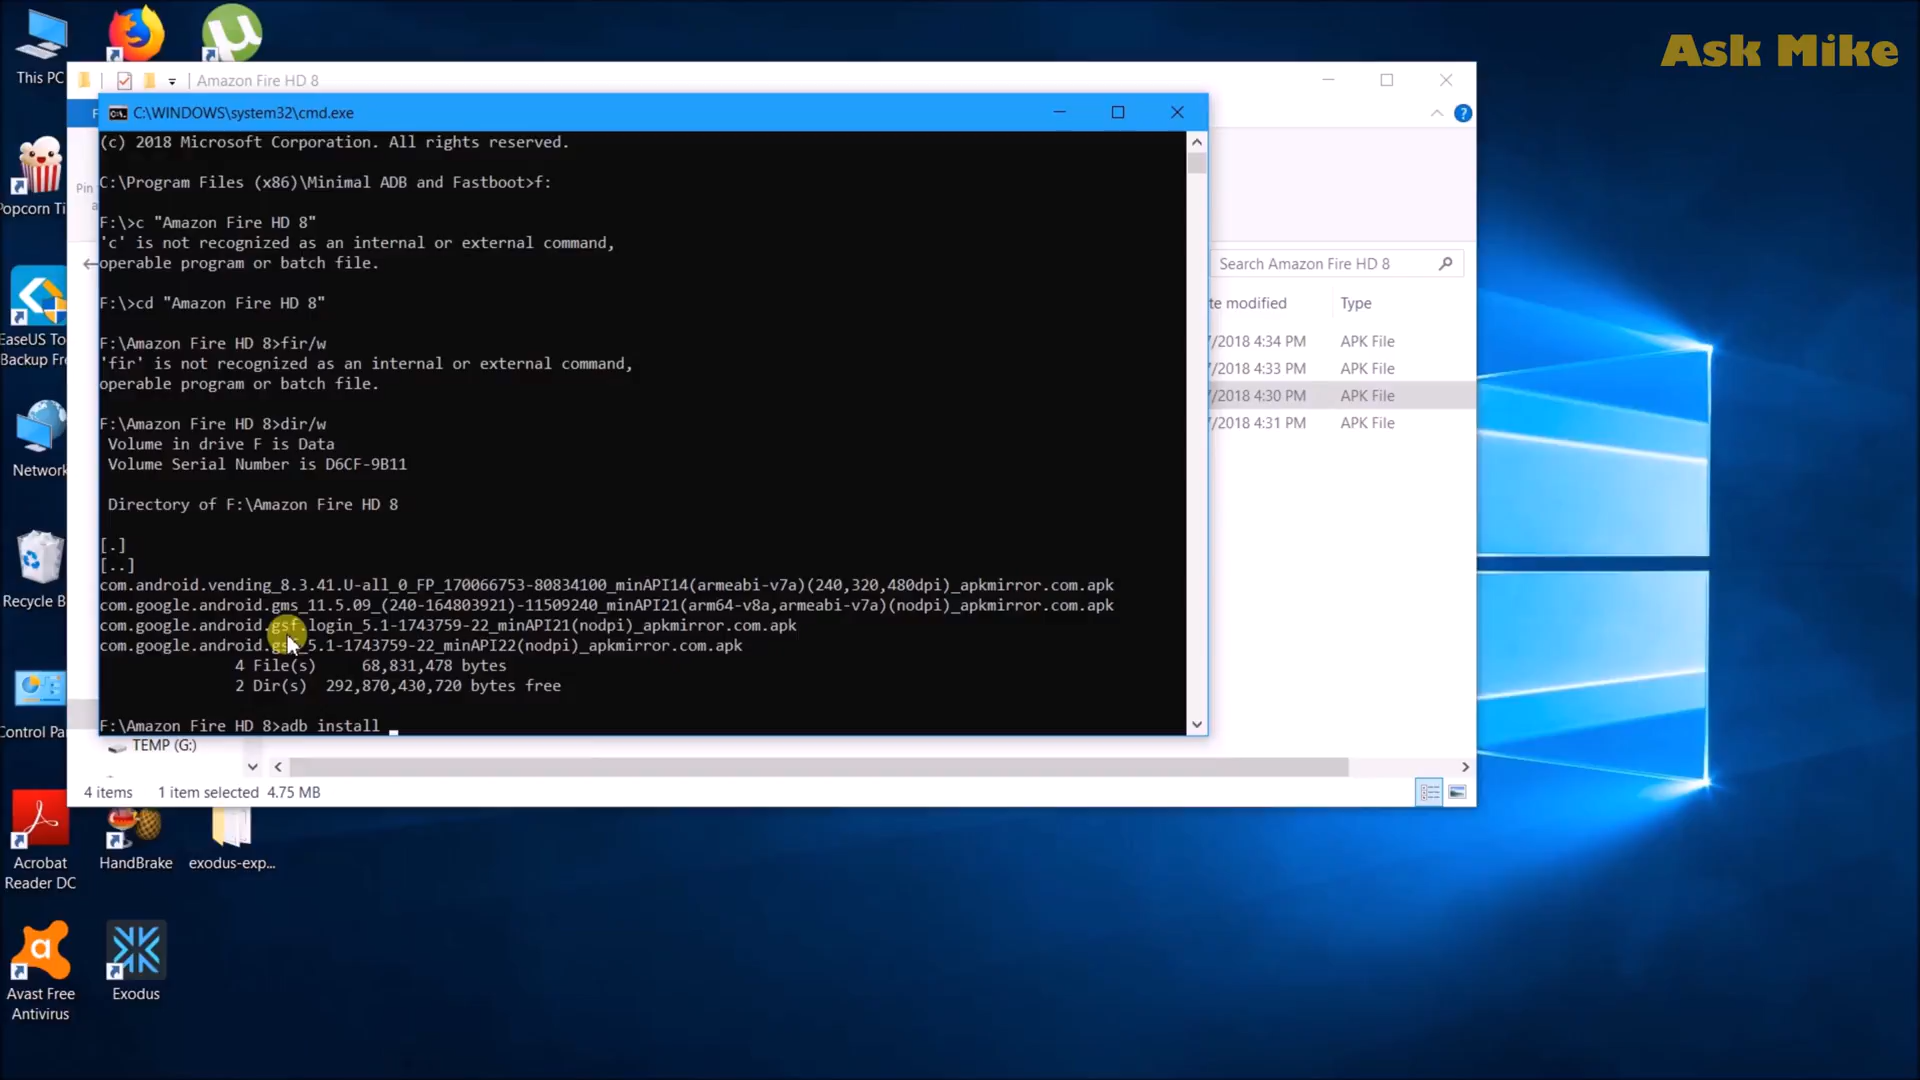 Ask Mike
This PC
Amazon Fire HD 8
C:\WINDOWS\system32\cmd.exe
(c) 2018 Microsoft Corporation. All rights reserved.
C:\Program Files (x86)\Minimal ADB and Fastboot>f:
F:\>c "Amazon Fire HD 8"
'c' is not recognized as an internal or external command,
operable program or batch file.
F:\>cd "Amazon Fire HD 8"
F:\Amazon Fire HD 8>fir/w
'fir' is not recognized as an internal or external command,
operable program or batch file.
F:\Amazon Fire HD 8>dir/w
Volume in drive F is Data
Volume Serial Number is D6CF-9B11
Directory of F:\Amazon Fire HD 8
[.]
[..]
com.android.vending_8.3.41.U-all_0_FP_170066753-80834100_minAPI14(armeabi-v7a)(240,320,480dpi)_apkmirror.com.apk
com.google.android.gms_11.5.09_(240-164803921)-11509240_minAPI21(arm64-v8a,armeabi-v7a)(nodpi)_apkmirror.com.apk
com.google.android.gsf.login_5.1-1743759-22_minAPI21(nodpi)_apkmirror.com.apk
com.google.android.gsf_5.1-1743759-22_minAPI22(nodpi)_apkmirror.com.apk
4 File(s) 68,831,478 bytes
2 Dir(s) 292,870,430,720 bytes free
F:\Amazon Fire HD 8>adb install _
Pin
a
Search Amazon Fire HD 8
te modified Type
/2018 4:34 PM APK File
/2018 4:33 PM APK File
/2018 4:30 PM APK File
/2018 4:31 PM APK File
TEMP (G:)
4 items 1 item selected 4.75 MB
Popcorn Ti
EaseUS To
Backup Fre
Network
Recycle B
Control Pa
Acrobat
Reader DC
HandBrake
exodus-exp...
Avast Free
Antivirus
Exodus